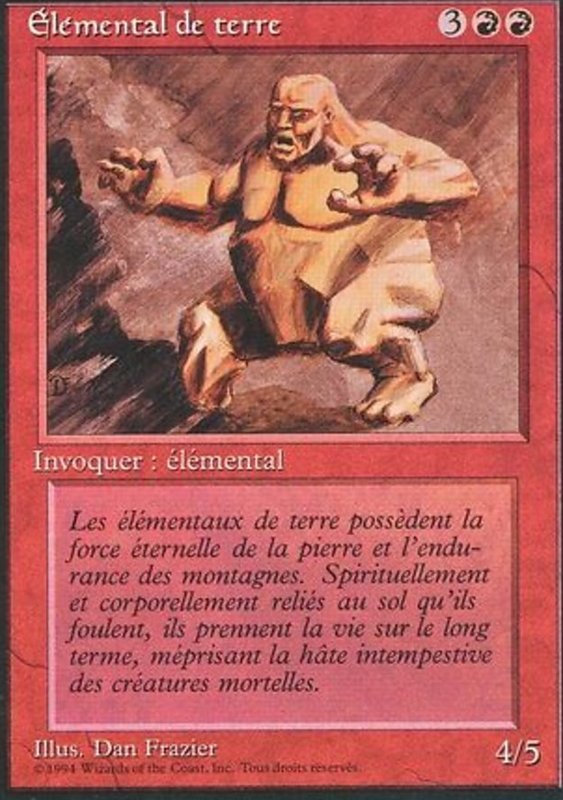 Élémental de terre 3
Invoquer : élémental
Les élémentaux de terre possèdent la
force éternelle de la pierre et l'endu-
rance des montagnes. Spirituellement
et corporellement reliés au sol qu'ils
foulent, ils prennent la vie sur le long
terme, méprisant la hâte intempestive
des créatures mortelles.
Illus. Dan Frazier
4/5
©1994 Wizards of the Coast, Inc. Tous droits réservés.